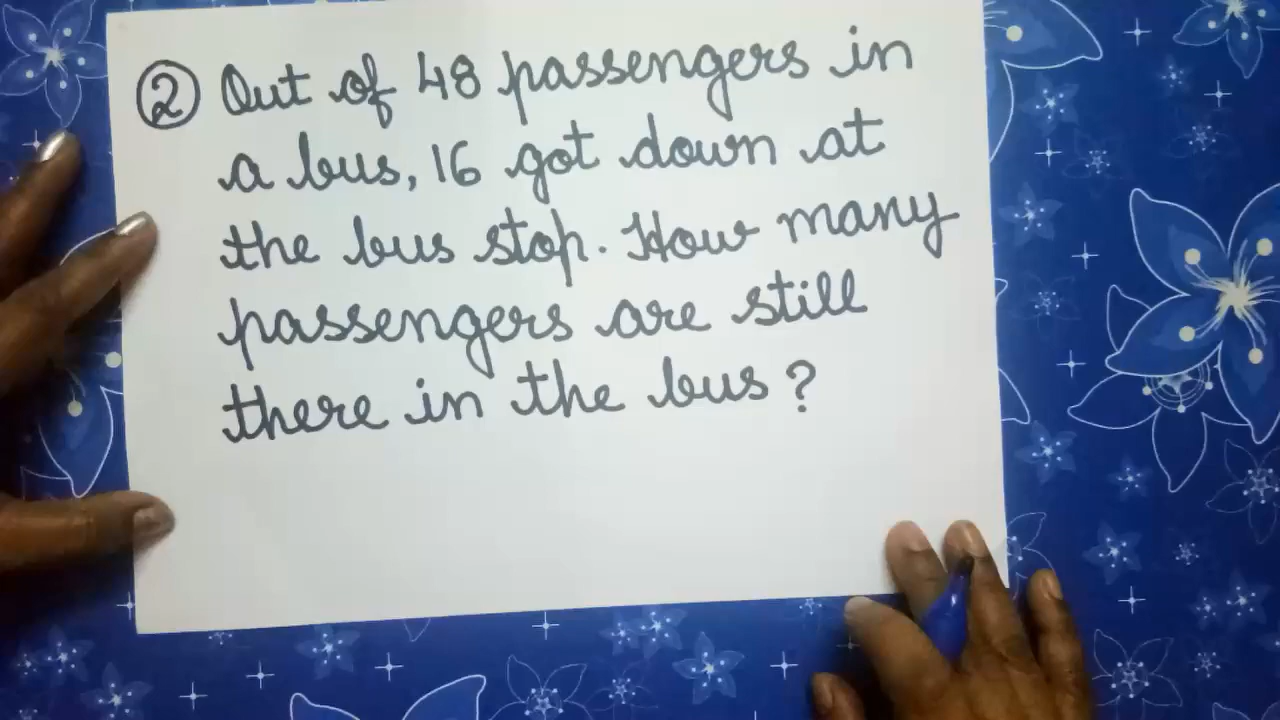 ② Out of 48 passengers in
a bus, 16 got down at
the bus stop. How many
passengers are still
there in the bus?